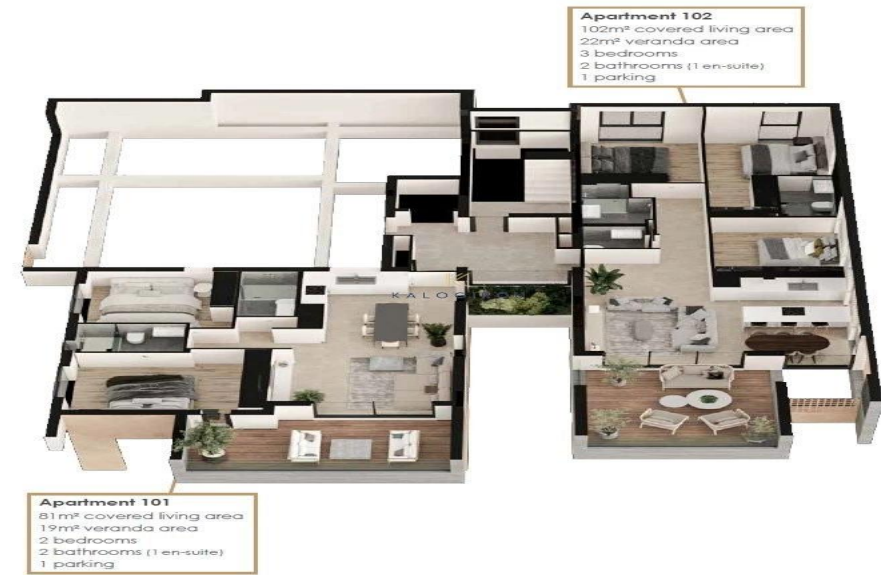 Apartment 102
102m² covered living area
22m² veranda area
3 bedrooms
2 bathrooms (1 en-suite)
1 parking
Apartment 101
81m² covered living area
19m² veranda area
2 bedrooms
2 bathrooms (1 en-suite)
1 parking